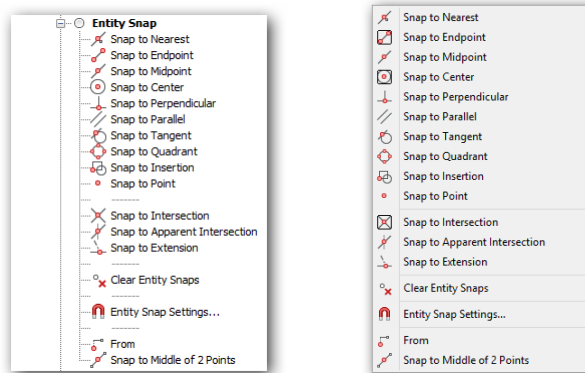 Entity Snap
Snap to Nearest
Snap to Endpoint
Snap to Midpoint
Snap to Center
Snap to Perpendicular
Snap to Parallel
Snap to Tangent
Snap to Quadrant
Snap to Insertion
Snap to Point
Snap to Intersection
Snap to Apparent Intersection
Snap to Extension
Clear Entity Snaps
Entity Snap Settings...
From
Snap to Middle of 2 Points
Snap to Nearest
Snap to Endpoint
Snap to Midpoint
Snap to Center
Snap to Perpendicular
Snap to Parallel
Snap to Tangent
Snap to Quadrant
Snap to Insertion
Snap to Point
Snap to Intersection
Snap to Apparent Intersection
Snap to Extension
Clear Entity Snaps
Entity Snap Settings...
From
Snap to Middle of 2 Points